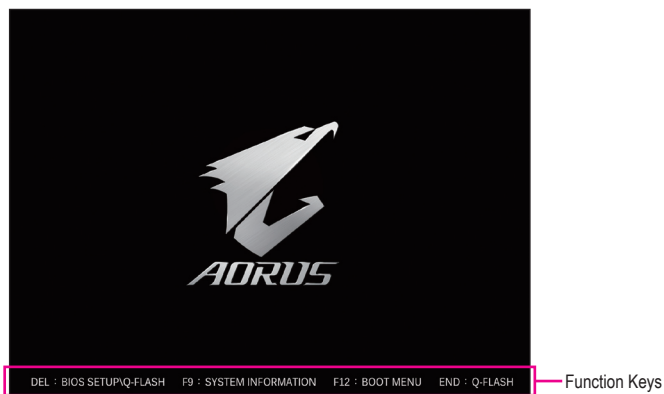 AORUS
DEL : BIOS SETUP\Q-FLASH F9 : SYSTEM INFORMATION F12 : BOOT MENU END : Q-FLASH
Function Keys